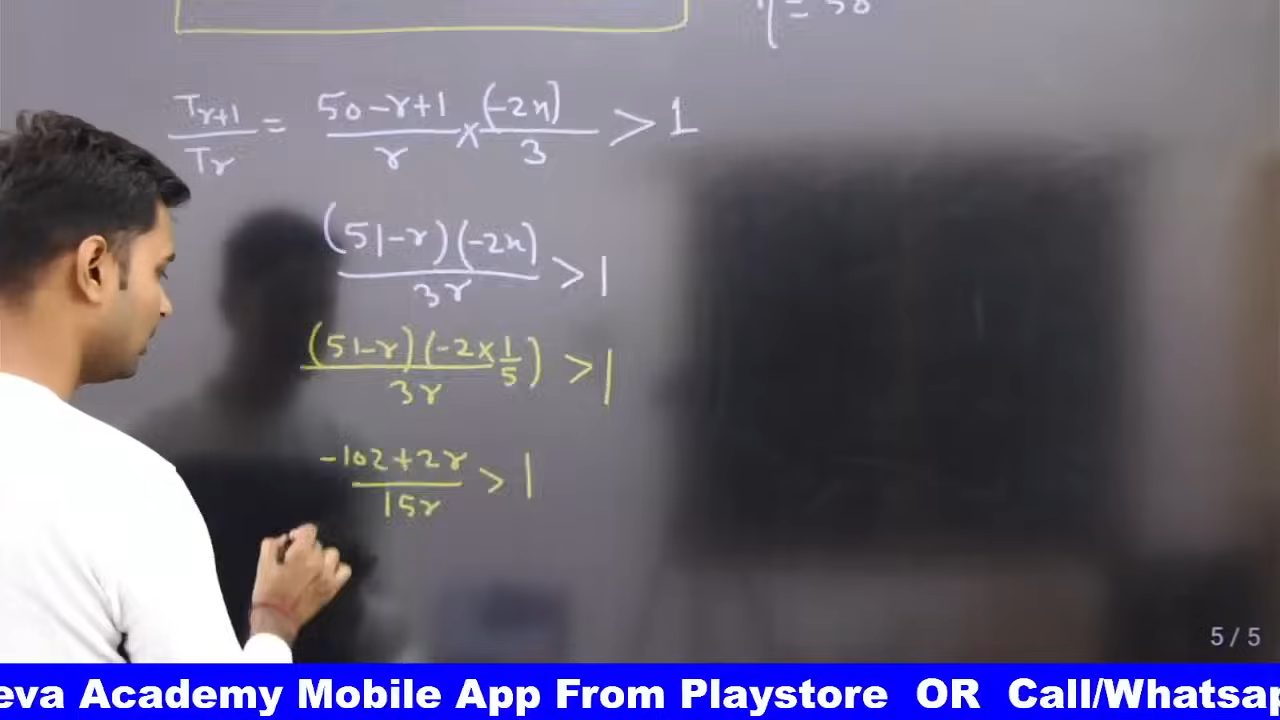 η = 50
Tr+1/Tr = (50-r+1)/r × (-2x)/3 > 1
(51-r)(-2x)/3r > 1
(51-r)(-2×1/5)/3r > 1
-102+2r/15r > 1
5 / 5
eva Academy Mobile App From Playstore OR Call/Whatsap